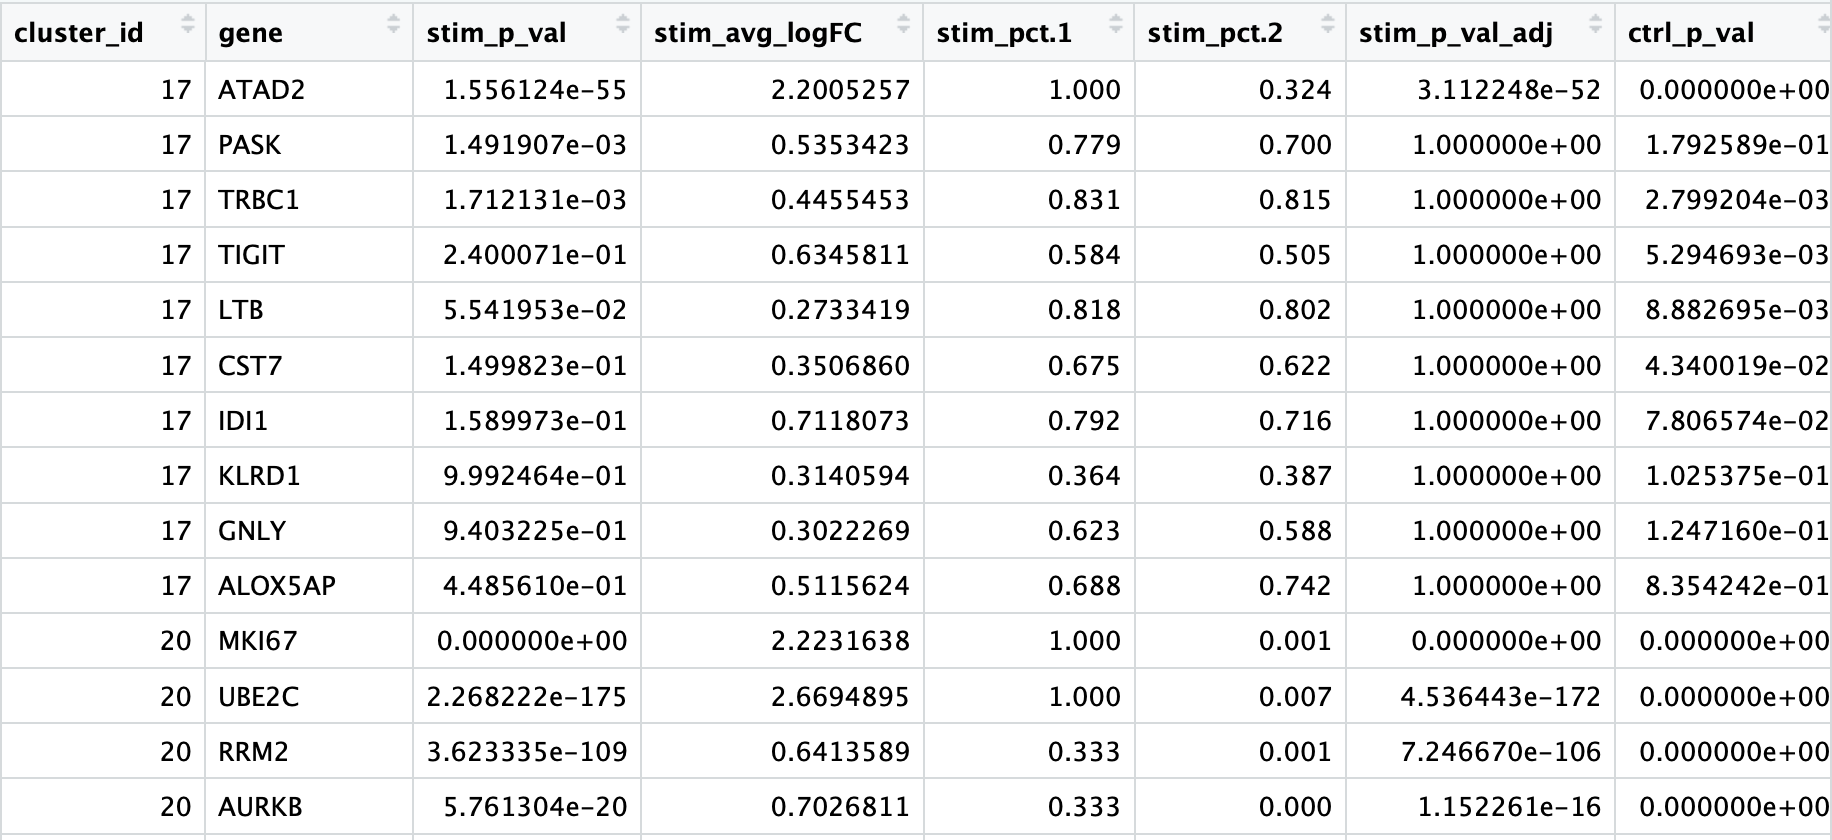 cluster_id gene stim_p_val stim_avg_logFC stim_pct.1 stim_pct.2 stim_p_val_adj ctrl_p_val
17 ATAD2 1.556124e-55 2.2005257 1.000 0.324 3.112248e-52 0.000000e+00
17 PASK 1.491907e-03 0.5353423 0.779 0.700 1.000000e+00 1.792589e-01
17 TRBC1 1.712131e-03 0.4455453 0.831 0.815 1.000000e+00 2.799204e-03
17 TIGIT 2.400071e-01 0.6345811 0.584 0.505 1.000000e+00 5.294693e-03
17 LTB 5.541953e-02 0.2733419 0.818 0.802 1.000000e+00 8.882695e-03
17 CST7 1.499823e-01 0.3506860 0.675 0.622 1.000000e+00 4.340019e-02
17 IDI1 1.589973e-01 0.7118073 0.792 0.716 1.000000e+00 7.806574e-02
17 KLRD1 9.992464e-01 0.3140594 0.364 0.387 1.000000e+00 1.025375e-01
17 GNLY 9.403225e-01 0.3022269 0.623 0.588 1.000000e+00 1.247160e-01
17 ALOX5AP 4.485610e-01 0.5115624 0.688 0.742 1.000000e+00 8.354242e-01
20 MKI67 0.000000e+00 2.2231638 1.000 0.001 0.000000e+00 0.000000e+00
20 UBE2C 2.268222e-175 2.6694895 1.000 0.007 4.536443e-172 0.000000e+00
20 RRM2 3.623335e-109 0.6413589 0.333 0.001 7.246670e-106 0.000000e+00
20 AURKB 5.761304e-20 0.7026811 0.333 0.000 1.152261e-16 0.000000e+00